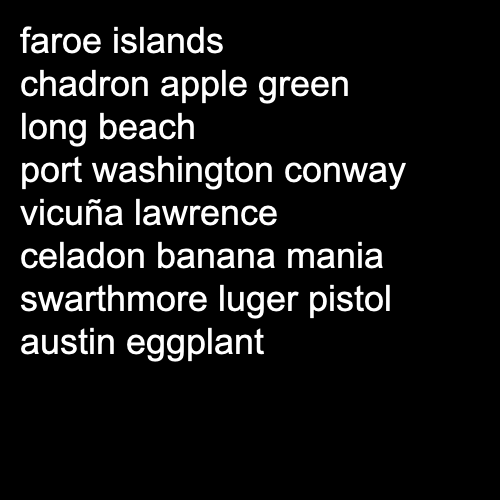 faroe islands
chadron apple green
long beach
port washington conway
vicuña lawrence
celadon banana mania
swarthmore luger pistol
austin eggplant